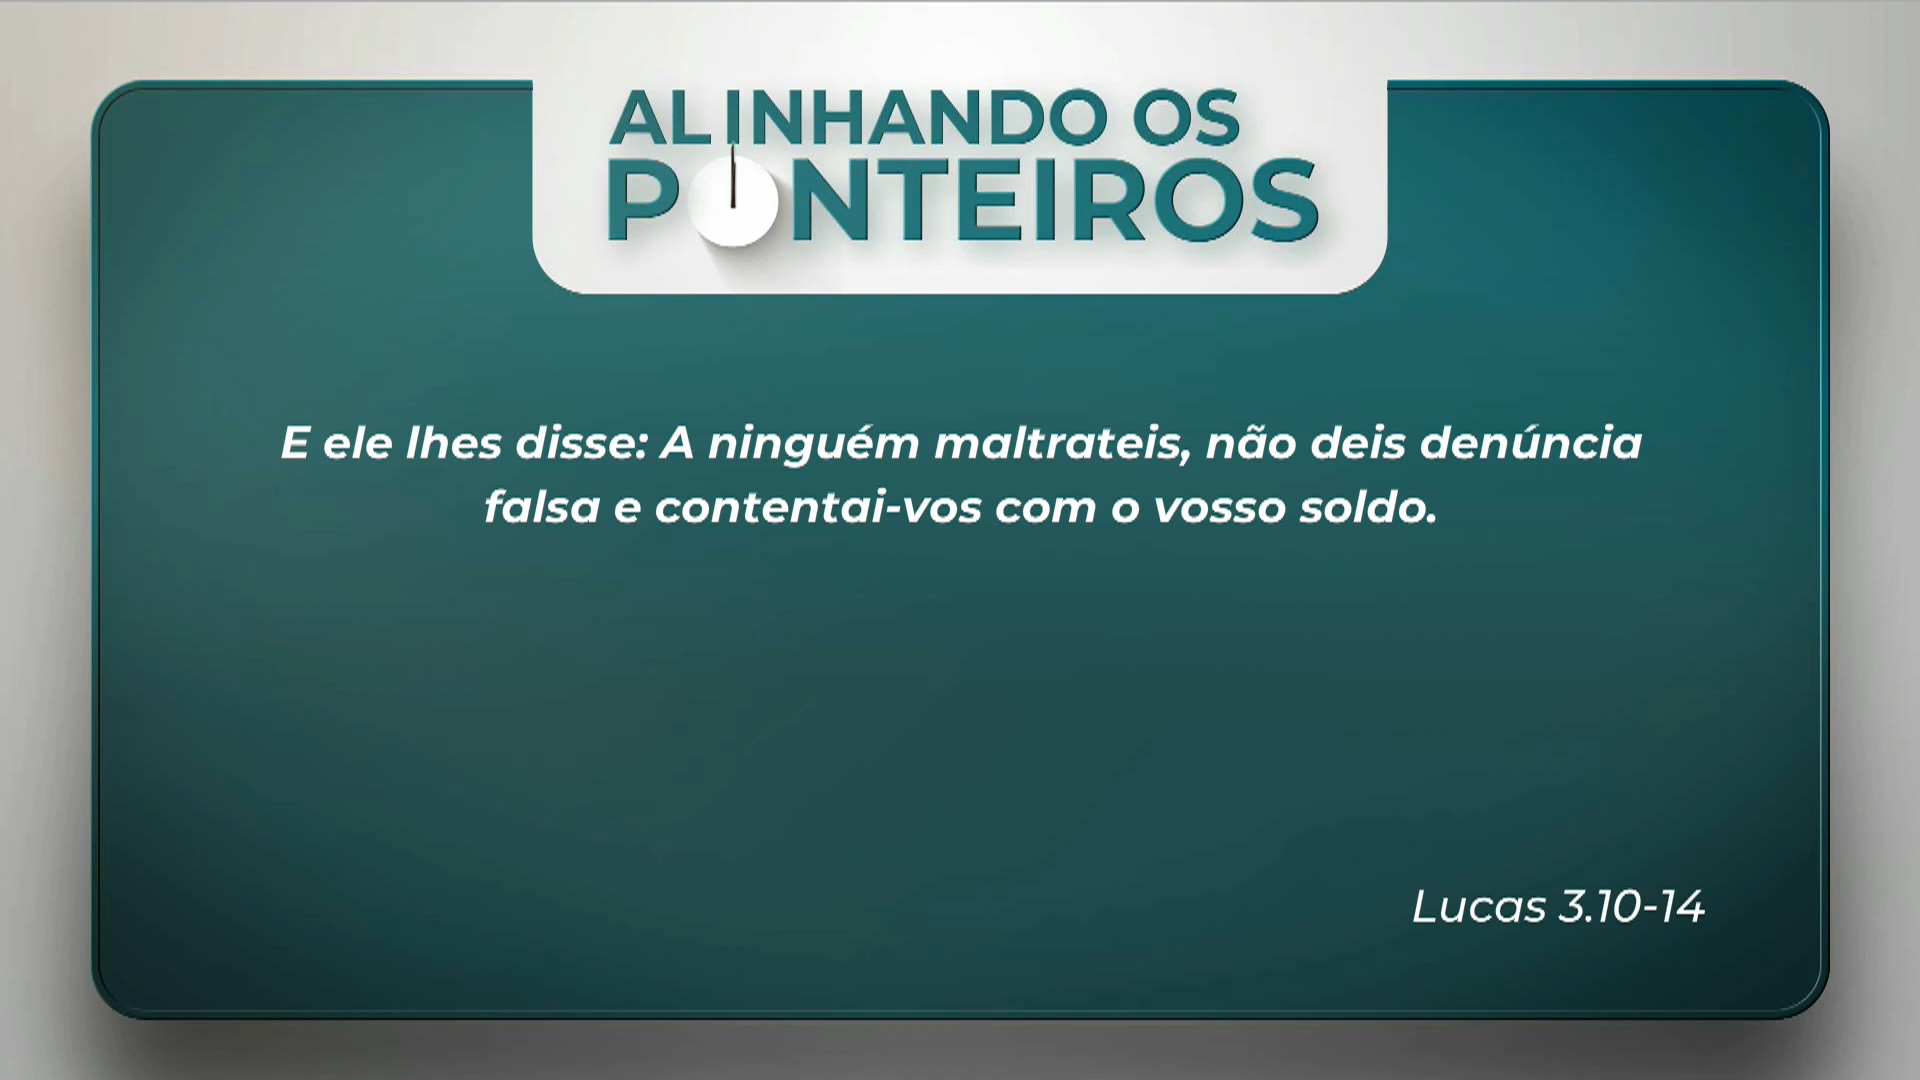 ALINHANDO OS
PONTEIROS
E ele lhes disse: A ninguém maltrateis, não deis denúncia
falsa e contentai-vos com o vosso soldo.
Lucas 3.10-14